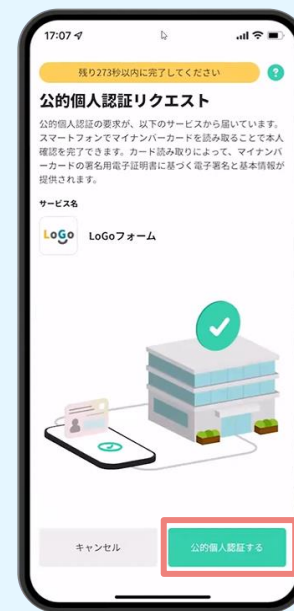 17:07
残り273秒以内に完了してください
?
公的個人認証リクエスト
公的個人認証の要求が、以下のサービスから届いています。
スマートフォンでマイナンバーカードを読み取ることで本人
確認を完了できます。カード読み取りによって、マイナンバ
ーカードの署名用電子証明書に基づく電子署名と基本情報が
提供されます。
サービス名
LoGo
LoGoフォーム
キャンセル
公的個人認証する